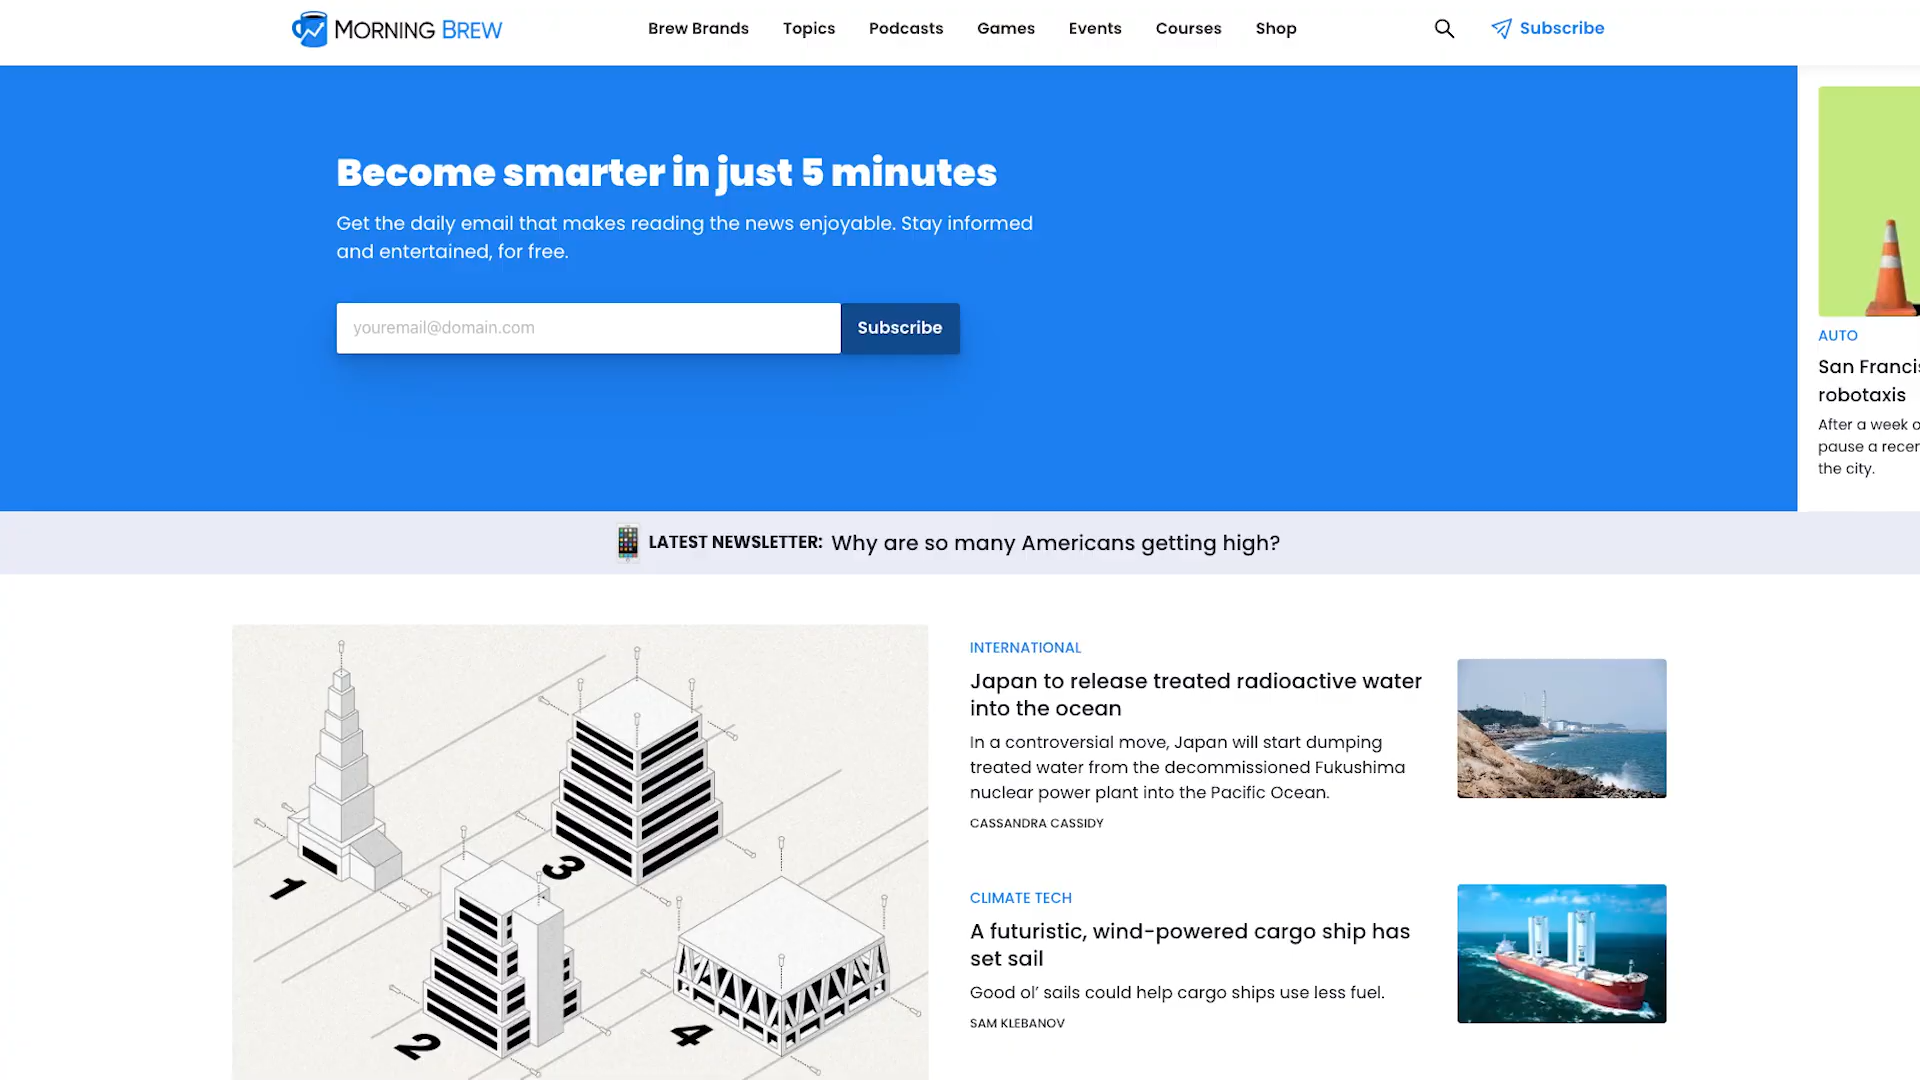 MORNING BREW
Brew Brands
Topics
Podcasts
Games
Events
Courses
Shop
Subscribe
Become smarter in just 5 minutes
Get the daily email that makes reading the news enjoyable. Stay informed
and entertained, for free.
youremail@domain.com
Subscribe
AUTO
San Francis
robotaxis
After a week o
pause a recen
the city.
LATEST NEWSLETTER: Why are so many Americans getting high?
1
2
3
4
INTERNATIONAL
Japan to release treated radioactive water
into the ocean
In a controversial move, Japan will start dumping
treated water from the decommissioned Fukushima
nuclear power plant into the Pacific Ocean.
CASSANDRA CASSIDY
CLIMATE TECH
A futuristic, wind-powered cargo ship has
set sail
Good ol’ sails could help cargo ships use less fuel.
SAM KLEBANOV